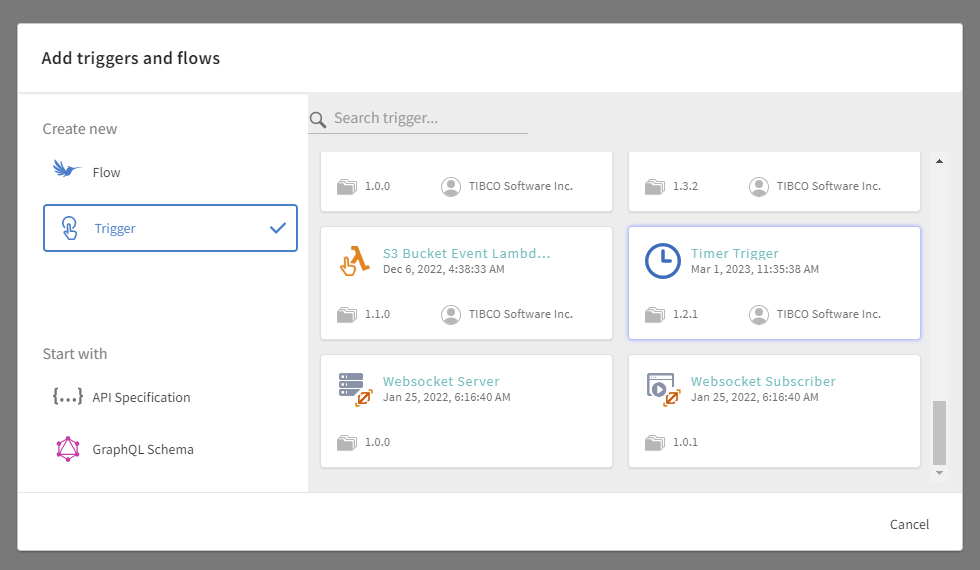 Add triggers and flows
Create new
Flow
Trigger
Start with
{...} API Specification
GraphQL Schema
Search trigger...
1.0.0 TIBCO Software Inc.
1.3.2 TIBCO Software Inc.
S3 Bucket Event Lambd...
Dec 6, 2022, 4:38:33 AM
1.1.0 TIBCO Software Inc.
Timer Trigger
Mar 1, 2023, 11:35:38 AM
1.2.1 TIBCO Software Inc.
Websocket Server
Jan 25, 2022, 6:16:40 AM
1.0.0
Websocket Subscriber
Jan 25, 2022, 6:16:40 AM
1.0.1
Cancel